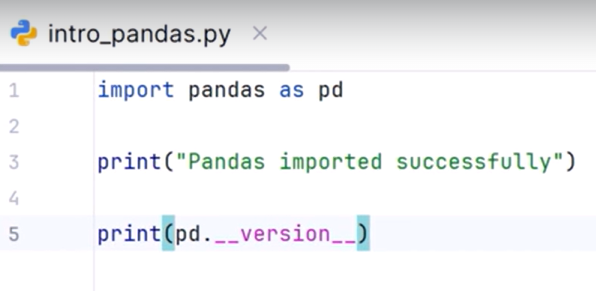 intro_pandas.py ×
1 import pandas as pd
2
3 print("Pandas imported successfully")
4
5 print(pd.__version__)